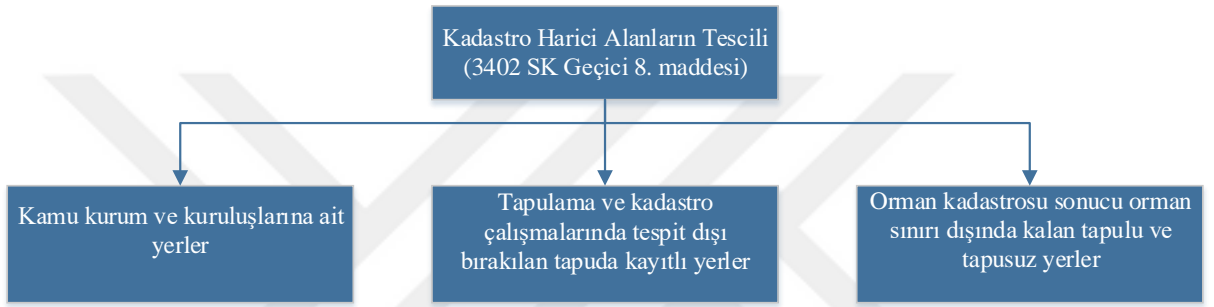 Kadastro Harici Alanların Tescili
(3402 SK Geçici 8. maddesi)
Kamu kurum ve kuruluşlarına ait
yerler
Tapulama ve kadastro
çalışmalarında tespit dışı
bırakılan tapuda kayıtlı yerler
Orman kadastrosu sonucu orman
sınırı dışında kalan tapulu ve
tapusuz yerler